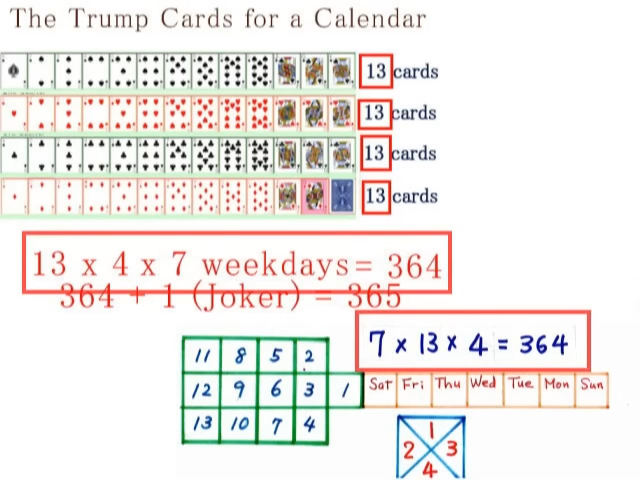 The Trump Cards for a Calendar
13 cards
13 cards
13 cards
13 cards
13 x 4 x 7 weekdays = 364
364 + 1 (Joker) = 365
7 x 13 x 4 = 364
11 8 5 2
12 9 6 3 1 Sat Fri Thu Wed Tue Mon Sun
13 10 7 4
1
2 3
4